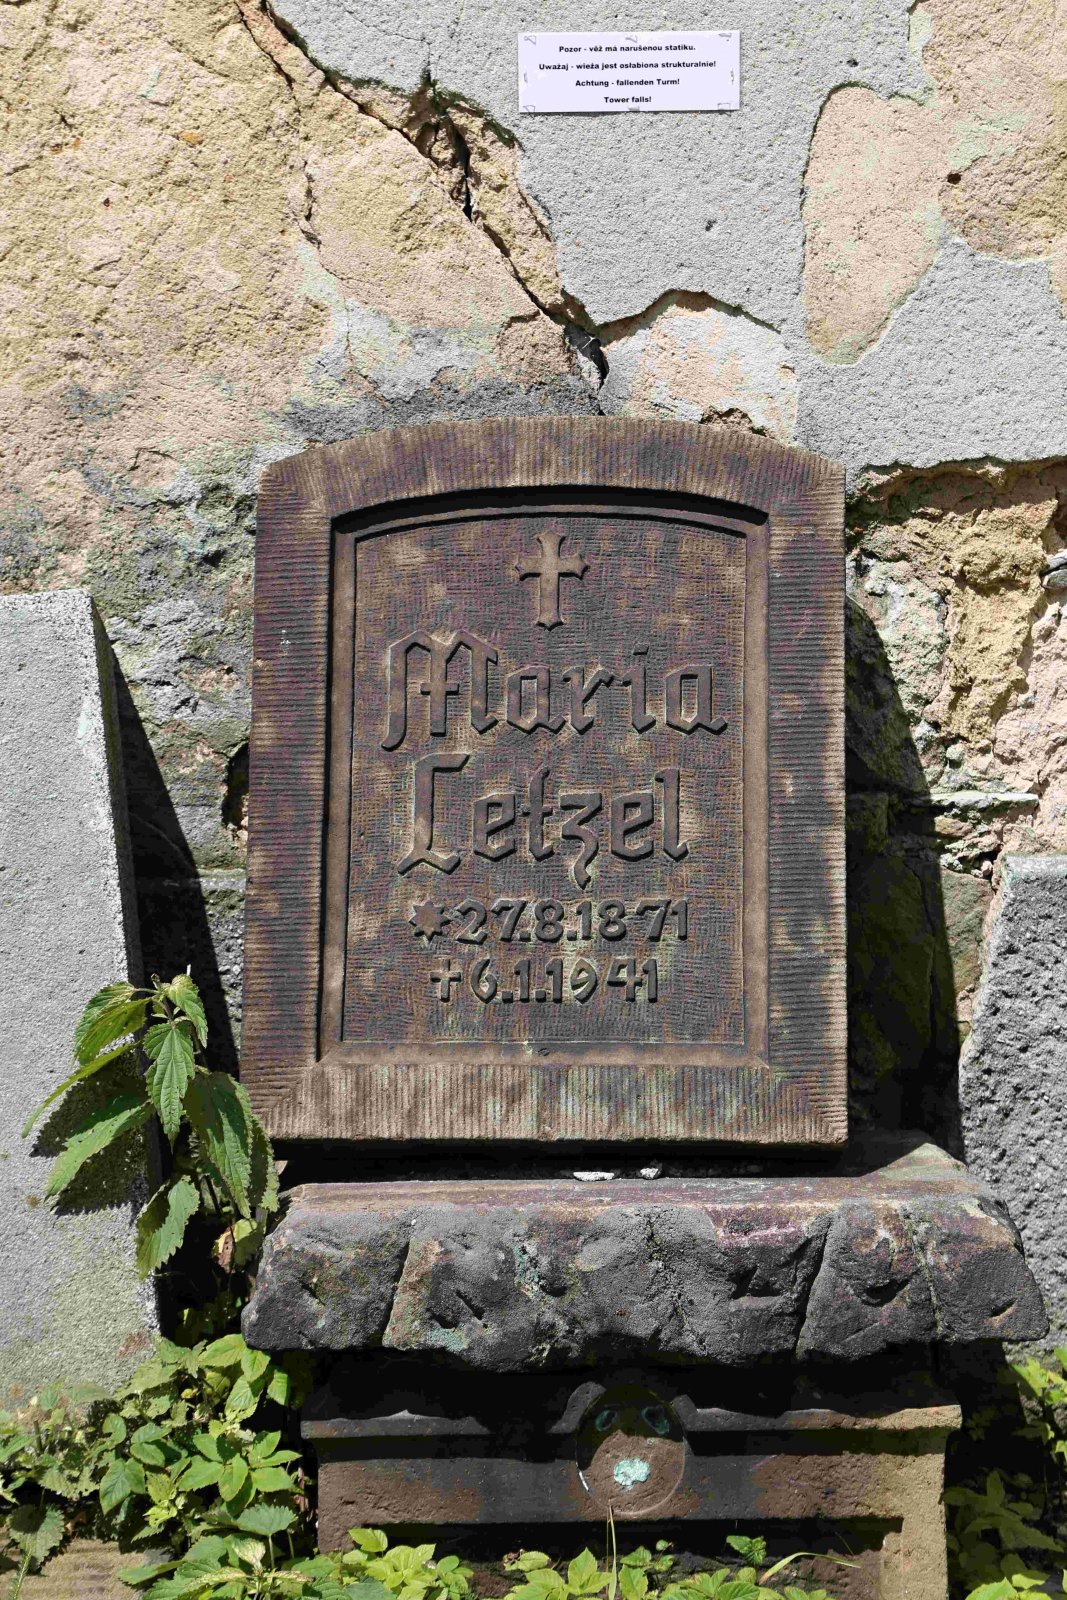 Pozor - věž má narušenou statiku.
Uważaj - wieża jest osłabiona strukturalnie!
Achtung - fallenden Turm!
Tower falls!
Maria
Letzel
✶27.8.1871
✝6.1.1941